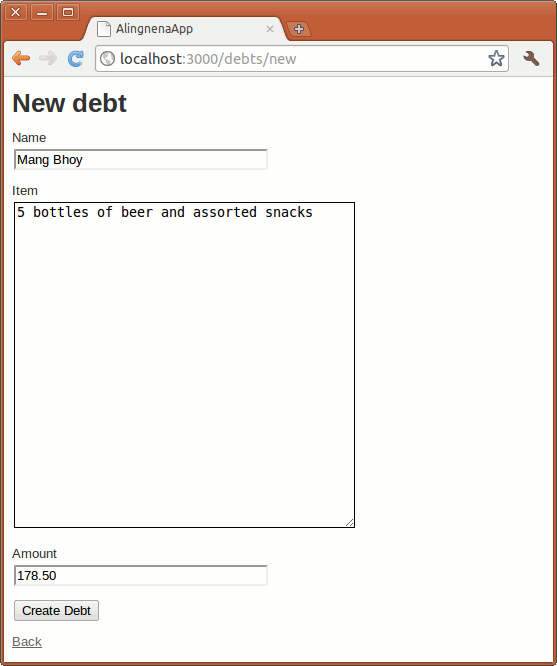 AlingnenaApp
localhost:3000/debts/new
New debt
Name
Mang Bhoy
Item
5 bottles of beer and assorted snacks
Amount
178.50
Create Debt
Back